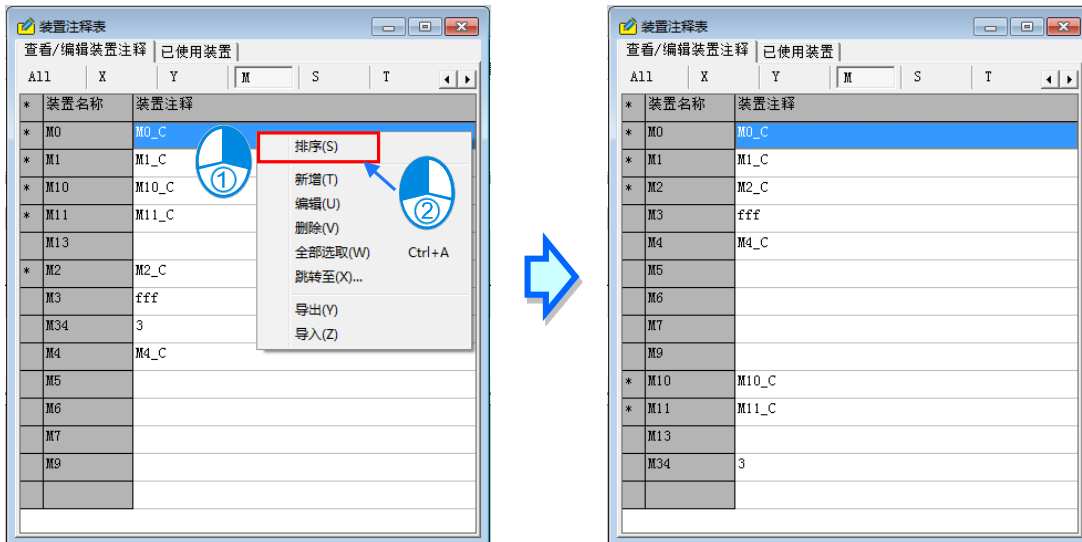 装置注释表
查看/编辑装置注释 已使用装置
All X Y M S T
* 装置名称 装置注释
* M0 M0_C
* M1 M1_C
* M10 M10_C
* M11 M11_C
M13
* M2 M2_C
M3 fff
M34 3
M4 M4_C
M5
M6
M7
M9
①
排序(S)
新增(T)
编辑(U)
删除(V)
全部选取(W) Ctrl+A
跳转至(X)...
导出(Y)
导入(Z)
②
装置注释表
查看/编辑装置注释 已使用装置
All X Y M S T
* 装置名称 装置注释
* M0 M0_C
* M1 M1_C
* M2 M2_C
M3 fff
M4 M4_C
M5
M6
M7
M9
* M10 M10_C
* M11 M11_C
M13
M34 3